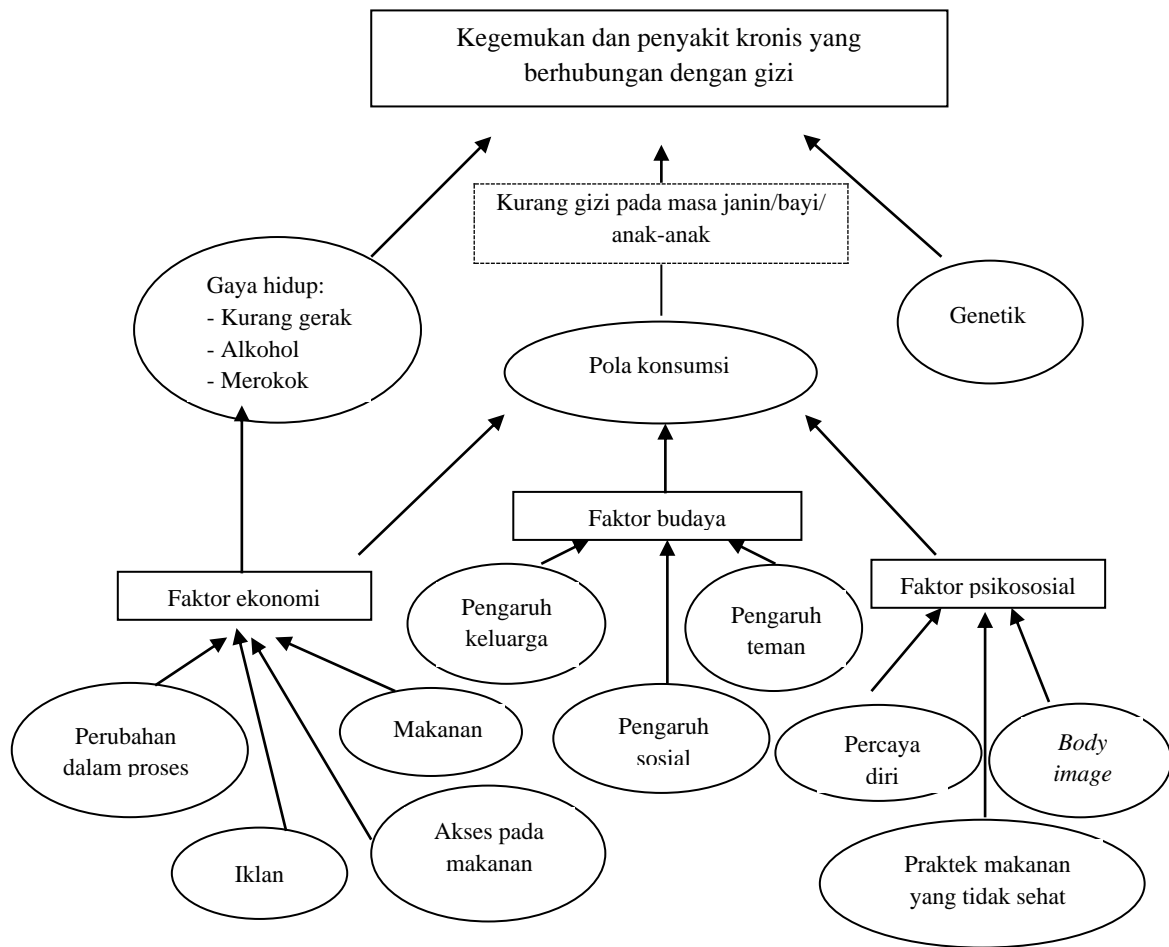 Kegemukan dan penyakit kronis yang
berhubungan dengan gizi
Kurang gizi pada masa janin/bayi/
anak-anak
Gaya hidup:
- Kurang gerak
- Alkohol
- Merokok
Genetik
Pola konsumsi
Faktor budaya
Faktor ekonomi
Faktor psikososial
Pengaruh
keluarga
Pengaruh
teman
Perubahan
dalam proses
Makanan
Pengaruh
sosial
Percaya
diri
Body
image
Iklan
Akses pada
makanan
Praktek makanan
yang tidak sehat